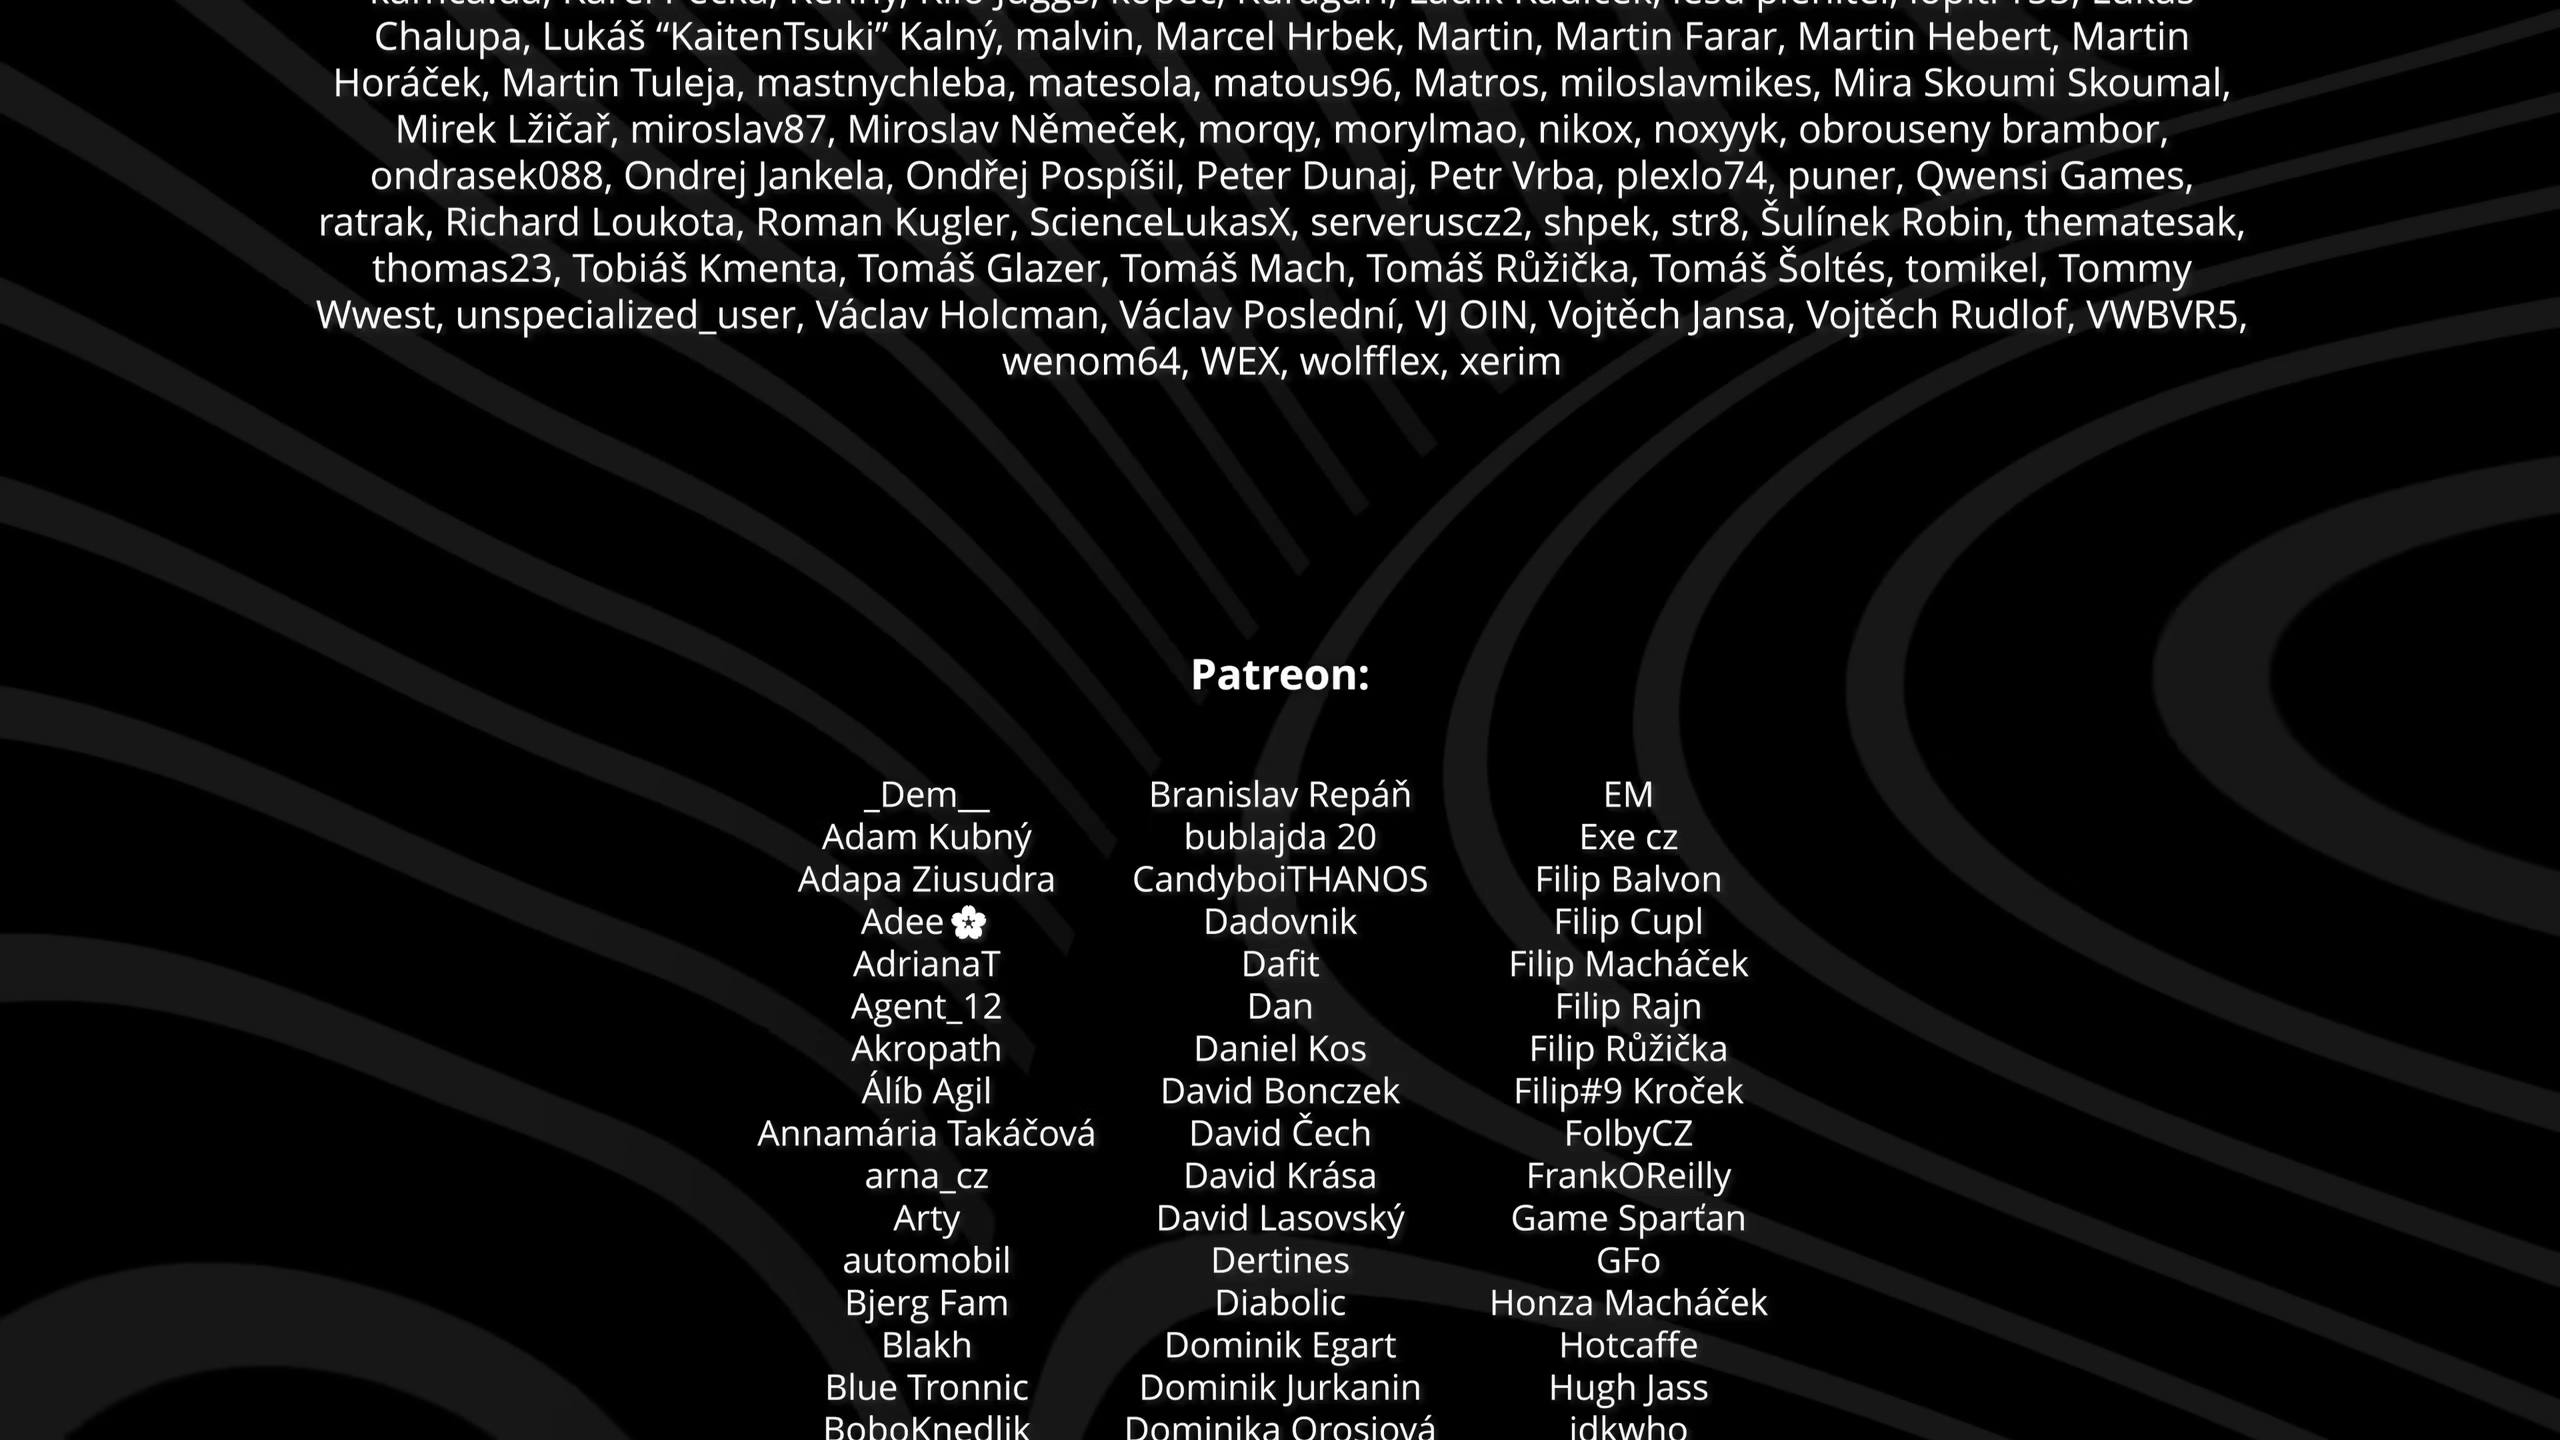 Chalupa, Lukáš “KaitenTsuki” Kalný, malvin, Marcel Hrbek, Martin, Martin Farar, Martin Hebert, Martin
Horáček, Martin Tuleja, mastnychleba, matesola, matous96, Matros, miloslavmikes, Mira Skoumi Skoumal,
Mirek Lžičař, miroslav87, Miroslav Němeček, morqy, morylmao, nikox, noxyyk, obrouseny brambor,
ondrasek088, Ondrej Jankela, Ondřej Pospíšil, Peter Dunaj, Petr Vrba, plexlo74, puner, Qwensi Games,
ratrak, Richard Loukota, Roman Kugler, ScienceLukasX, serveruscz2, shpek, str8, Šulínek Robin, thematesak,
thomas23, Tobiáš Kmenta, Tomáš Glazer, Tomáš Mach, Tomáš Růžička, Tomáš Šoltés, tomikel, Tommy
Wwest, unspecialized_user, Václav Holcman, Václav Poslední, VJ OIN, Vojtěch Jansa, Vojtěch Rudlof, VWBVR5,
wenom64, WEX, wolfflex, xerim
Patreon:
_Dem__
Adam Kubný
Adapa Ziusudra
Adee
AdrianaT
Agent_12
Akropath
Álíb Agil
Annamária Takáčová
arna_cz
Arty
automobil
Bjerg Fam
Blakh
Blue Tronnic
BoboKnedlik
Branislav Repáň
bublajda 20
CandyboiTHANOS
Dadovnik
Dafit
Dan
Daniel Kos
David Bonczek
David Čech
David Krása
David Lasovský
Dertines
Diabolic
Dominik Egart
Dominik Jurkanin
Dominika Orosiová
EM
Exe cz
Filip Balvon
Filip Cupl
Filip Macháček
Filip Rajn
Filip Růžička
Filip#9 Kroček
FolbyCZ
FrankOReilly
Game Sparťan
GFo
Honza Macháček
Hotcaffe
Hugh Jass
idkwho